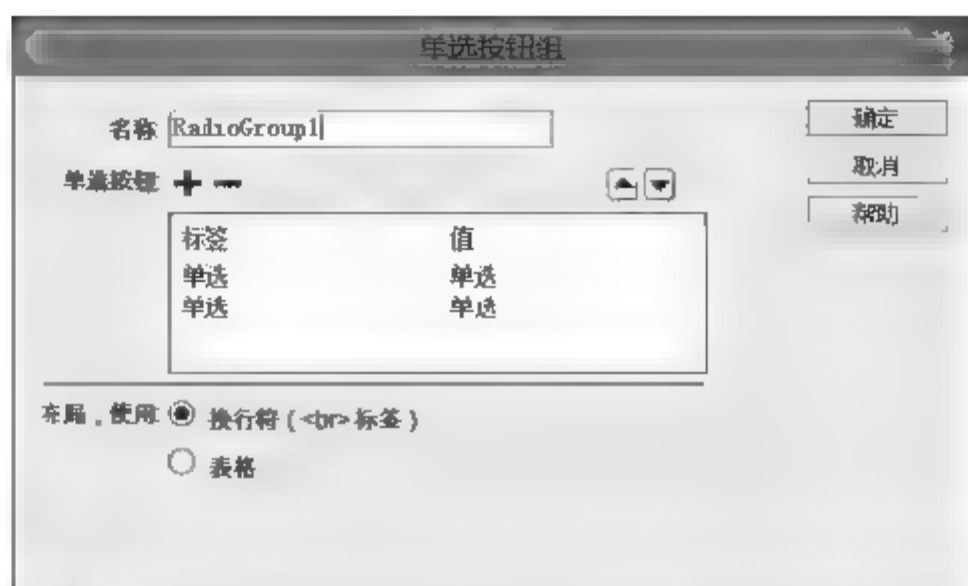 单选按钮组
名称 RadioGroup1
确定
单选按钮
取消
帮助
标签 值
单选 单选
单选 单选
布局,使用 换行符(<br>标签)
表格